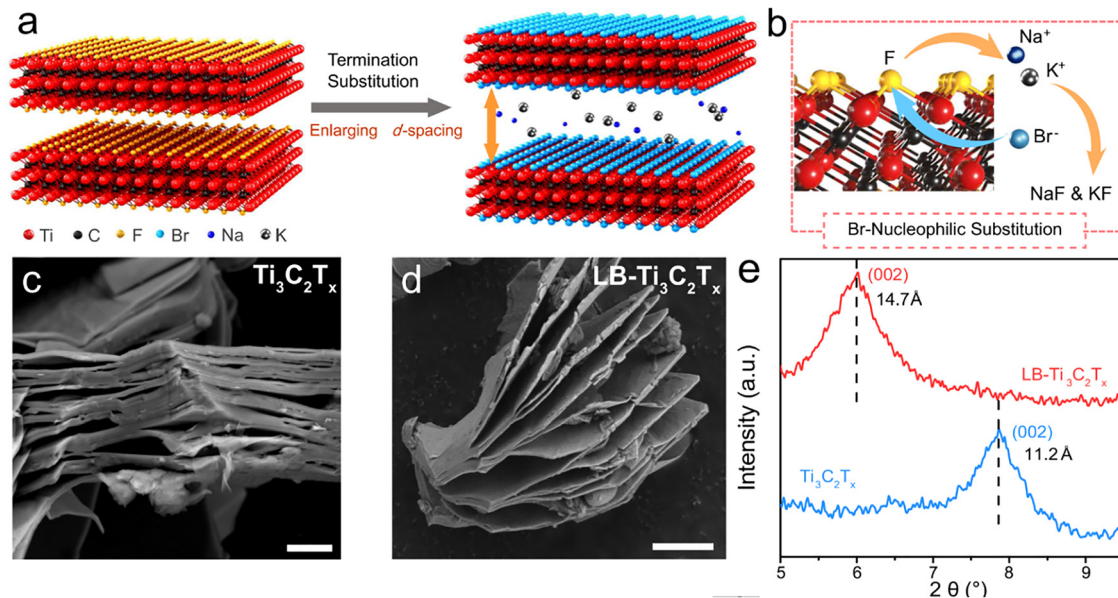 a
Termination
Substitution
Enlarging d-spacing
Ti C F Br Na K
b
F
Na⁺
K⁺
Br⁻
NaF & KF
Br-Nucleophilic Substitution
c
Ti₃C₂Tₓ
d
LB-Ti₃C₂Tₓ
e
Intensity (a.u.)
(002)
14.7Å
LB-Ti₃C₂Tₓ
(002)
11.2Å
Ti₃C₂Tₓ
5 6 7 8 9
2 θ (°)